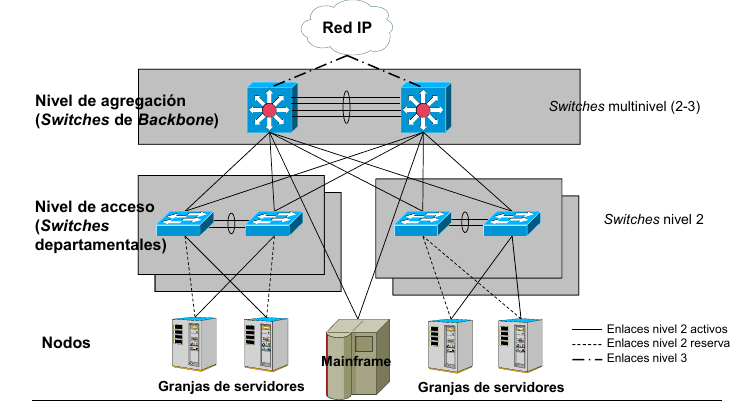 Red IP
Nivel de agregación
(Switches de Backbone)
Switches multinivel (2-3)
Nivel de acceso
(Switches
departamentales)
Switches nivel 2
Nodos
Mainframe
Enlaces nivel 2 activos
Enlaces nivel 2 reserva
Enlaces nivel 3
Granjas de servidores
Granjas de servidores